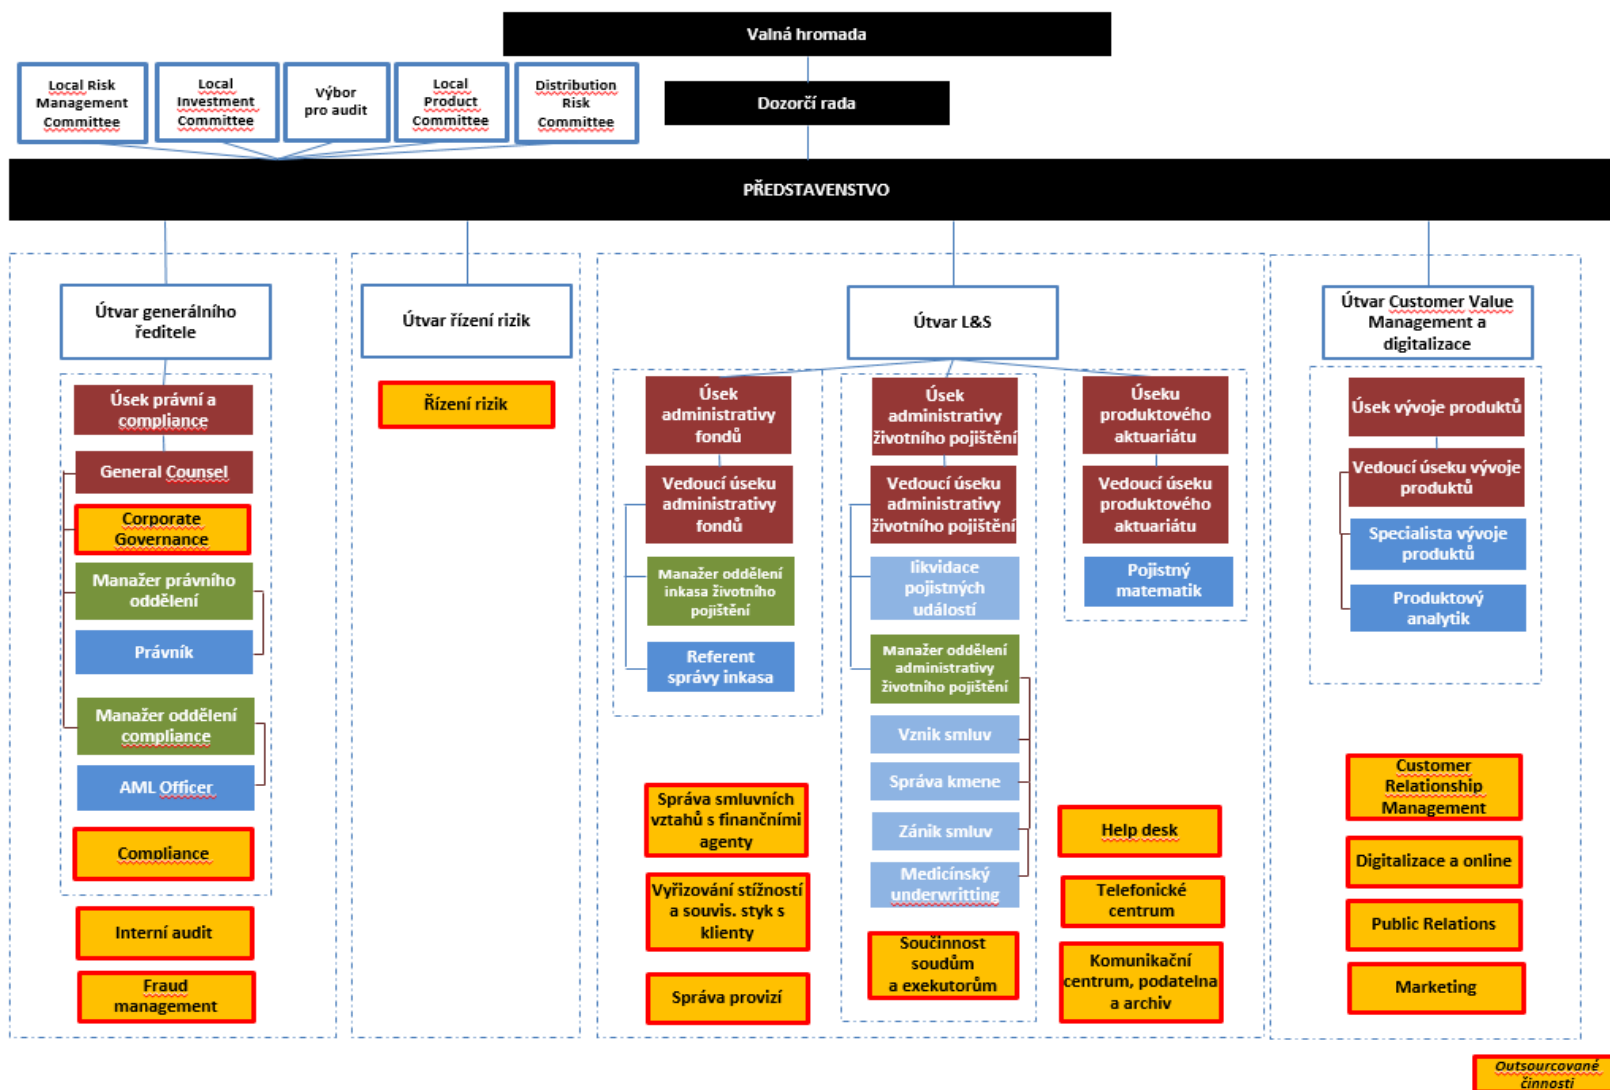 Valná hromada
Local Risk
Management
Committee
Local
Investment
Committee
Výbor
pro audit
Local
Product
Committee
Distribution
Risk
Committee
Dozorčí rada
PŘEDSTAVENSTVO
Útvar generálního
ředitele
Úsek právní a
compliance
General Counsel
Corporate
Governance
Manažer právního
oddělení
Právník
Manažer oddělení
compliance
AML Officer
Compliance
Interní audit
Fraud
management
Útvar řízení rizik
Řízení rizik
Útvar L&S
Úsek
administrativy
fondů
Vedoucí úseku
administrativy
fondů
Manažer oddělení
inkasa životního
pojištění
Referent
správy inkasa
Správa smluvních
vztahů s finančními
agenty
Vyřizování stížností
a souvis. styk s
klienty
Správa provizí
Úsek
administrativy
životního pojištění
Vedoucí úseku
administrativy
životního pojištění
likvidace
pojistných
událostí
Manažer oddělení
administrativy
životního pojištění
Vznik smluv
Správa kmene
Zánik smluv
Medicínský
underwritting
Součinnost
soudům
a exekutorům
Úseku
produktového
aktuariátu
Vedoucí úseku
produktového
aktuariátu
Pojistný
matematik
Help desk
Telefonické
centrum
Komunikační
centrum, podatelna
a archiv
Útvar Customer Value
Management a
digitalizace
Úsek vývoje produktů
Vedoucí úseku vývoje
produktů
Specialista vývoje
produktů
Produktový
analytik
Customer
Relationship
Management
Digitalizace a online
Public Relations
Marketing
Outsourcované
činnosti